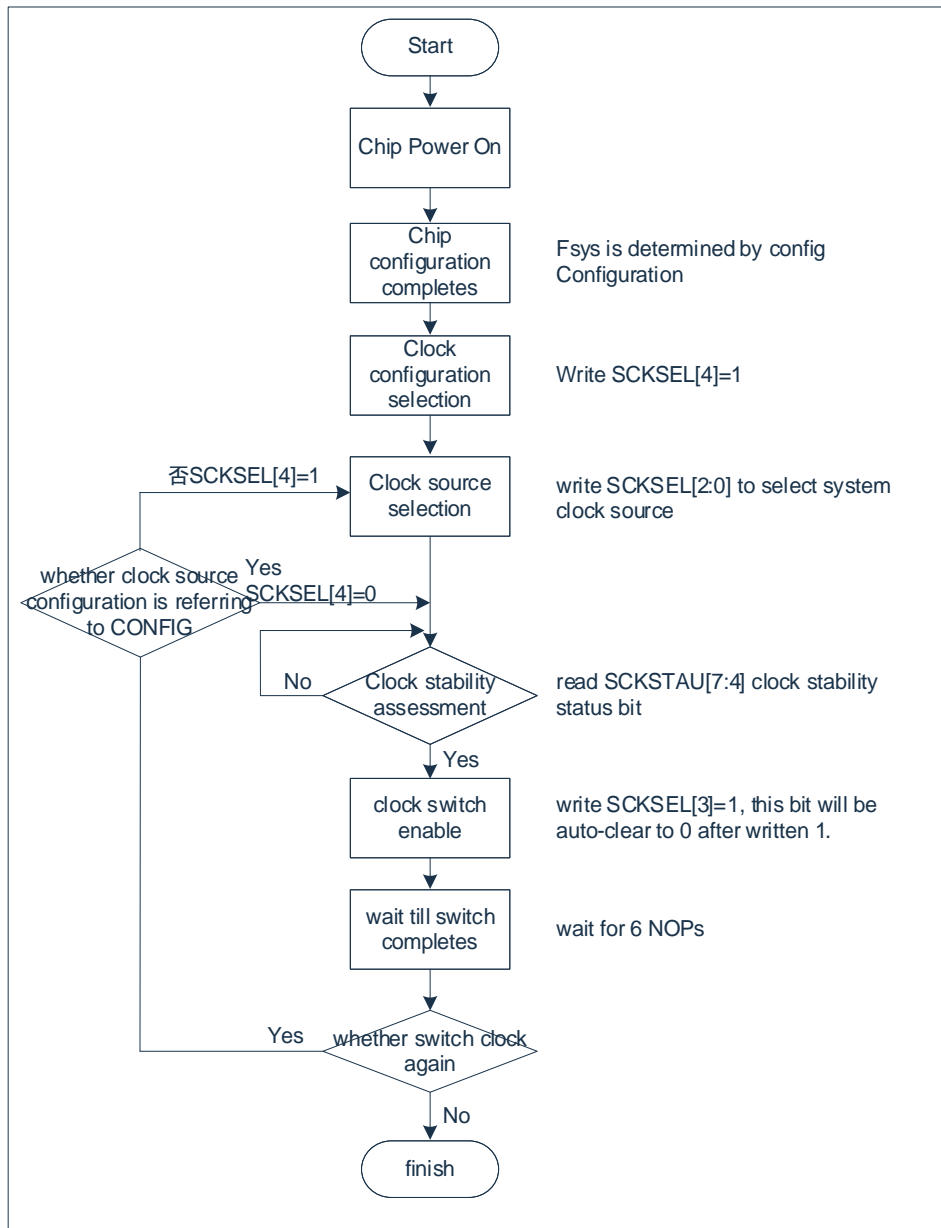 Start
Chip Power On
Chip
configuration
completes
Fsys is determined by config
Configuration
Clock
configuration
selection
Write SCKSEL[4]=1
否SCKSEL[4]=1
Clock source
selection
write SCKSEL[2:0] to select system
clock source
whether clock source
configuration is referring
to CONFIG
Yes
SCKSEL[4]=0
No
Clock stability
assessment
read SCKSTAU[7:4] clock stability
status bit
Yes
clock switch
enable
write SCKSEL[3]=1, this bit will be
auto-clear to 0 after written 1.
wait till switch
completes
wait for 6 NOPs
Yes
whether switch clock
again
No
finish